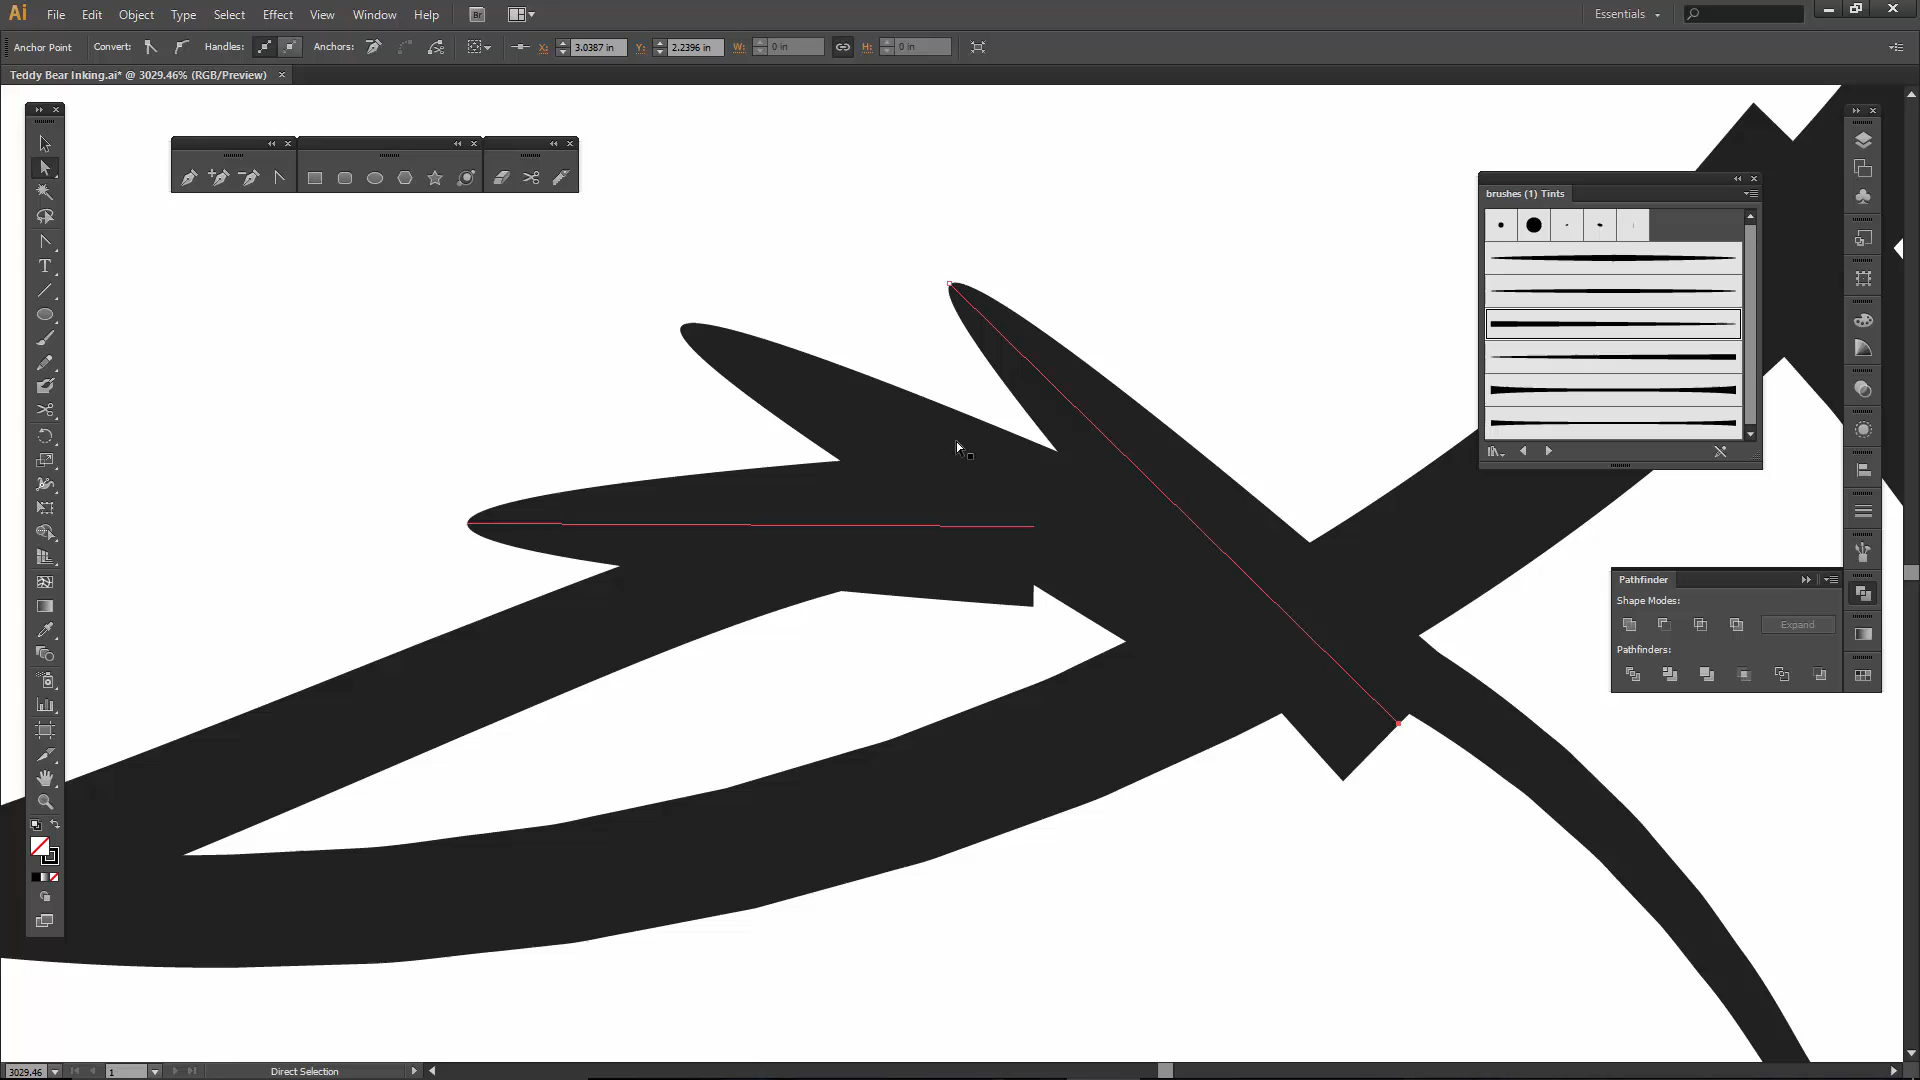 Ai File Edit Object Type Select Effect View Window Help Br Essentials
Anchor Point Convert: Handles: Anchors: X: 3.0387 in Y: 2.2396 in W: 0 in H: 0 in
Teddy Bear Inking.ai* @ 3029.46% (RGB/Preview)
brushes (1) Tints
T
Pathfinder
Shape Modes:
Expand
Pathfinders:
3029.46 1 Direct Selection